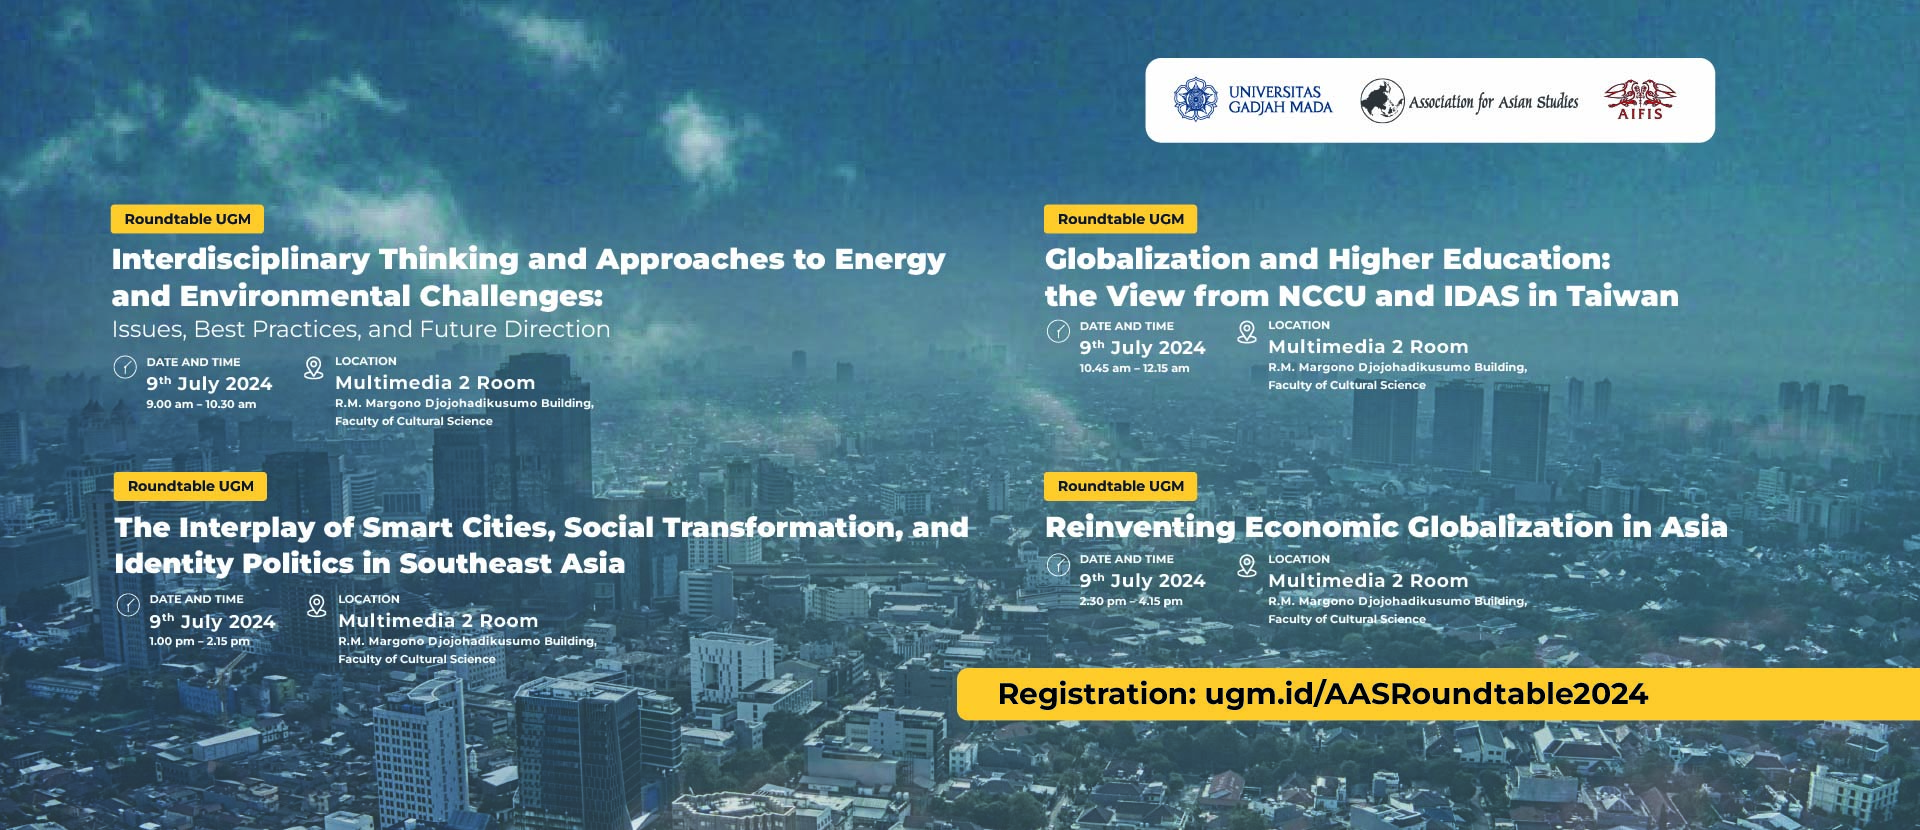 UNIVERSITAS
GADJAH MADA
Association for Asian Studies
AIFIS
Roundtable UGM
Interdisciplinary Thinking and Approaches to Energy
and Environmental Challenges:
Issues, Best Practices, and Future Direction
DATE AND TIME
9th July 2024
9.00 am – 10.30 am
LOCATION
Multimedia 2 Room
R.M. Margono Djojohadikusumo Building,
Faculty of Cultural Science
Roundtable UGM
Globalization and Higher Education:
the View from NCCU and IDAS in Taiwan
DATE AND TIME
9th July 2024
10.45 am – 12.15 am
LOCATION
Multimedia 2 Room
R.M. Margono Djojohadikusumo Building,
Faculty of Cultural Science
Roundtable UGM
The Interplay of Smart Cities, Social Transformation, and
Identity Politics in Southeast Asia
DATE AND TIME
9th July 2024
1.00 pm – 2.15 pm
LOCATION
Multimedia 2 Room
R.M. Margono Djojohadikusumo Building,
Faculty of Cultural Science
Roundtable UGM
Reinventing Economic Globalization in Asia
DATE AND TIME
9th July 2024
2.30 pm – 4.15 pm
LOCATION
Multimedia 2 Room
R.M. Margono Djojohadikusumo Building,
Faculty of Cultural Science
Registration: ugm.id/AASRoundtable2024